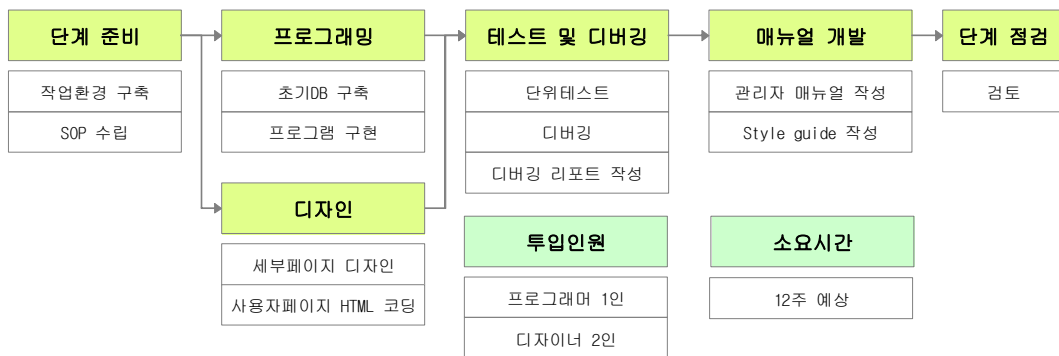 단계 준비
작업환경 구축
SOP 수립
프로그래밍
초기DB 구축
프로그램 구현
디자인
세부페이지 디자인
사용자페이지 HTML 코딩
테스트 및 디버깅
단위테스트
디버깅
디버깅 리포트 작성
매뉴얼 개발
관리자 매뉴얼 작성
Style guide 작성
단계 점검
검토
투입인원
프로그래머 1인
디자이너 2인
소요시간
12주 예상